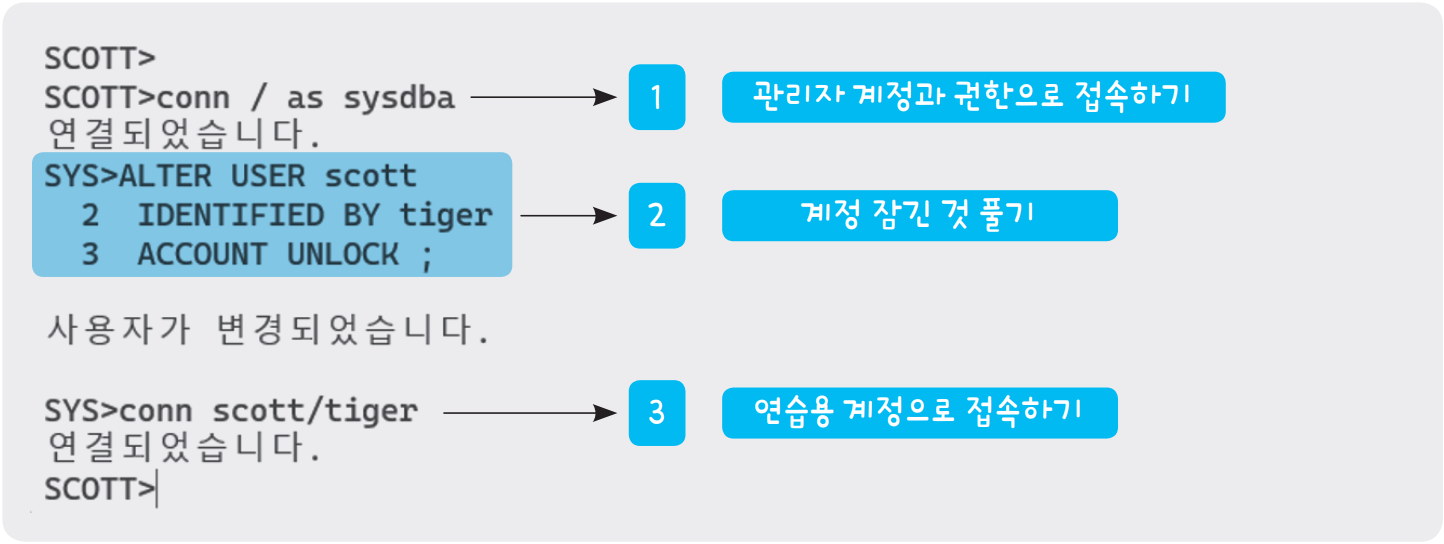 SCOTT>
SCOTT>conn / as sysdba 1 관리자 계정과 권한으로 접속하기
연결되었습니다.
SYS>ALTER USER scott
2 IDENTIFIED BY tiger 2 계정 잠긴 것 풀기
3 ACCOUNT UNLOCK ;
사용자가 변경되었습니다.
SYS>conn scott/tiger 3 연습용 계정으로 접속하기
연결되었습니다.
SCOTT>